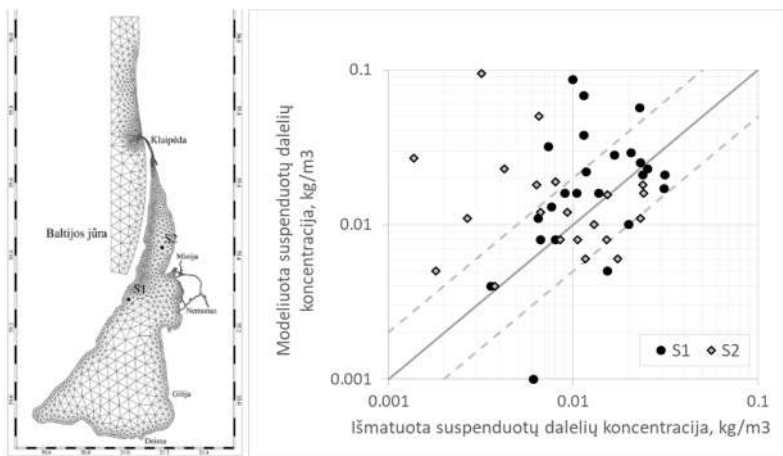 Klaipėda
Baltijos jūra
S2
Minija
S1
Nemunas
Gilija
Deima
Modeliuota suspenduotų dalelių
koncentracija, kg/m3
0.1
0.01
0.001
S1 S2
0.001 0.01 0.1
Išmatuota suspenduotų dalelių koncentracija, kg/m3